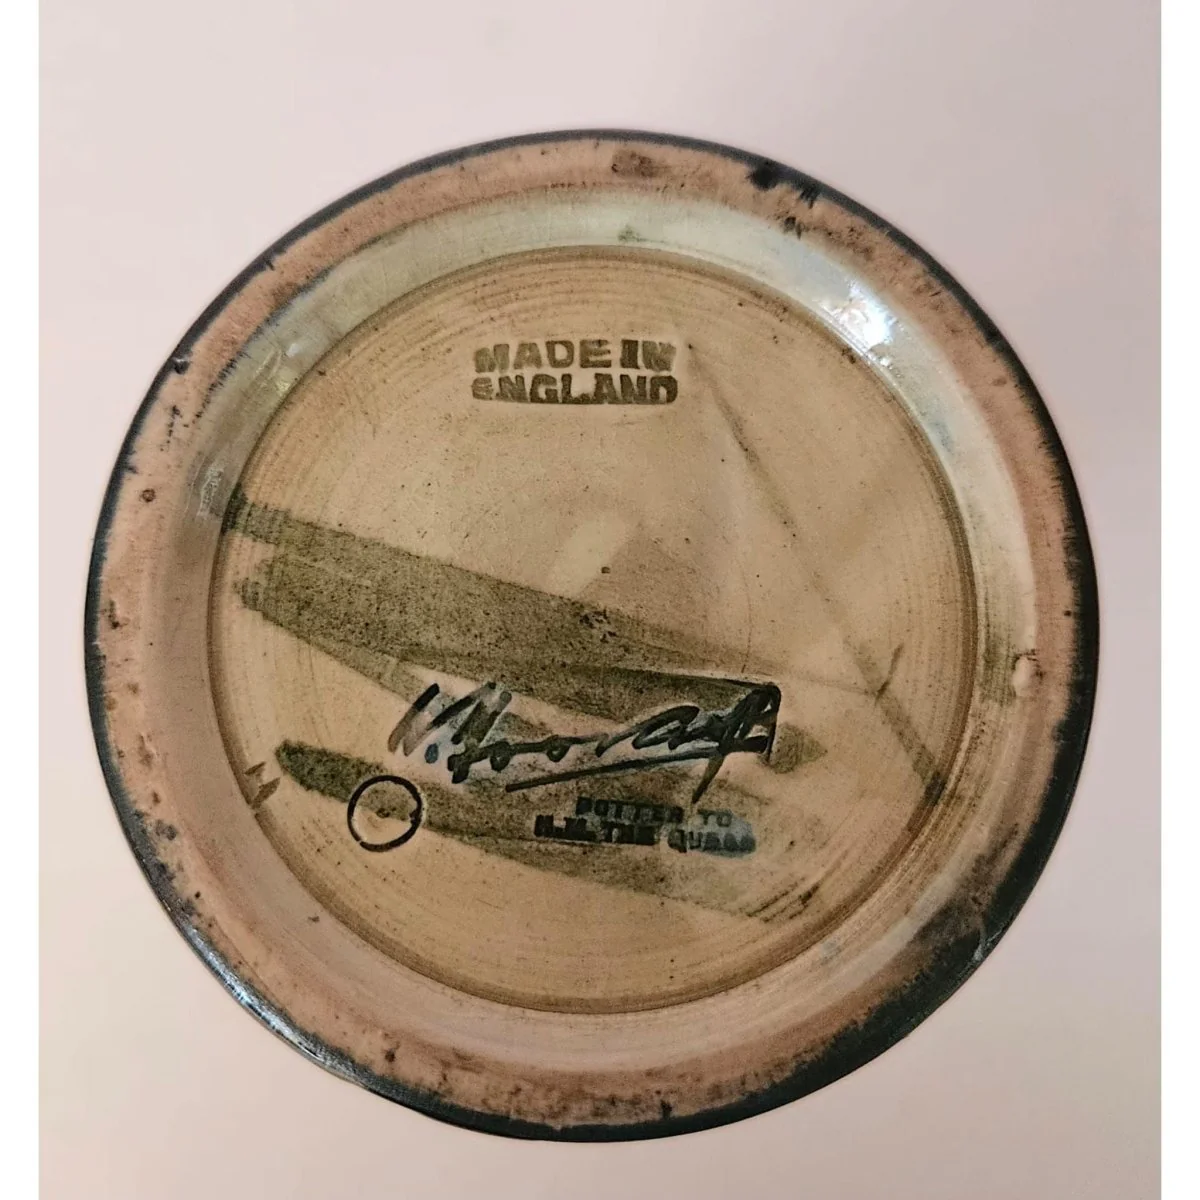 MADE IN
ENGLAND
W. Moorcroft
POTTER TO
H.M. THE QUEEN